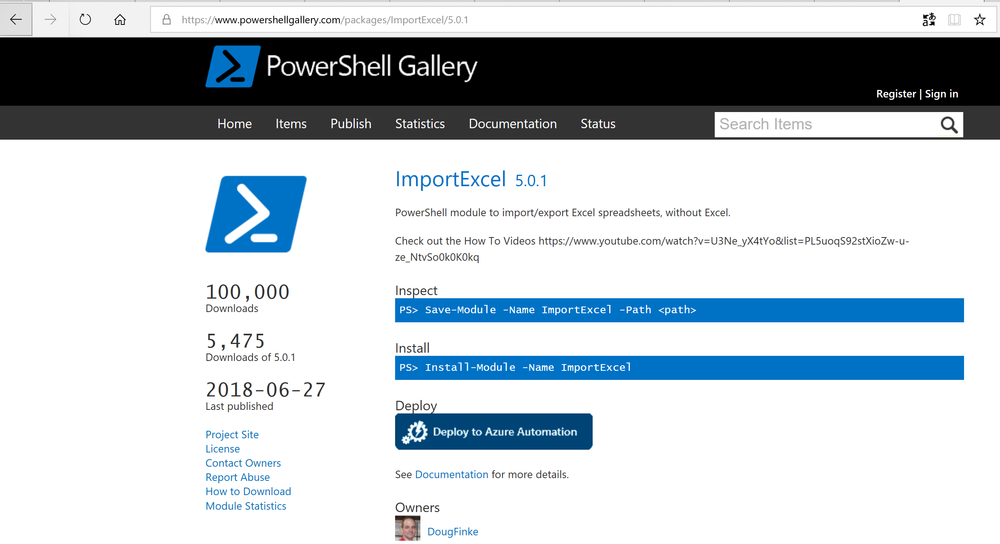 https://www.powershellgallery.com/packages/ImportExcel/5.0.1
PowerShell Gallery
Register | Sign in
Home Items Publish Statistics Documentation Status Search Items
ImportExcel 5.0.1
PowerShell module to import/export Excel spreadsheets, without Excel.
Check out the How To Videos https://www.youtube.com/watch?v=U3Ne_yX4tYo&list=PL5uoqS92stXioZw-u-
ze_NtvSo0k0K0kq
100,000
Downloads
5,475
Downloads of 5.0.1
2018-06-27
Last published
Project Site
License
Contact Owners
Report Abuse
How to Download
Module Statistics
Inspect
PS> Save-Module -Name ImportExcel -Path <path>
Install
PS> Install-Module -Name ImportExcel
Deploy
Deploy to Azure Automation
See Documentation for more details.
Owners
DougFinke